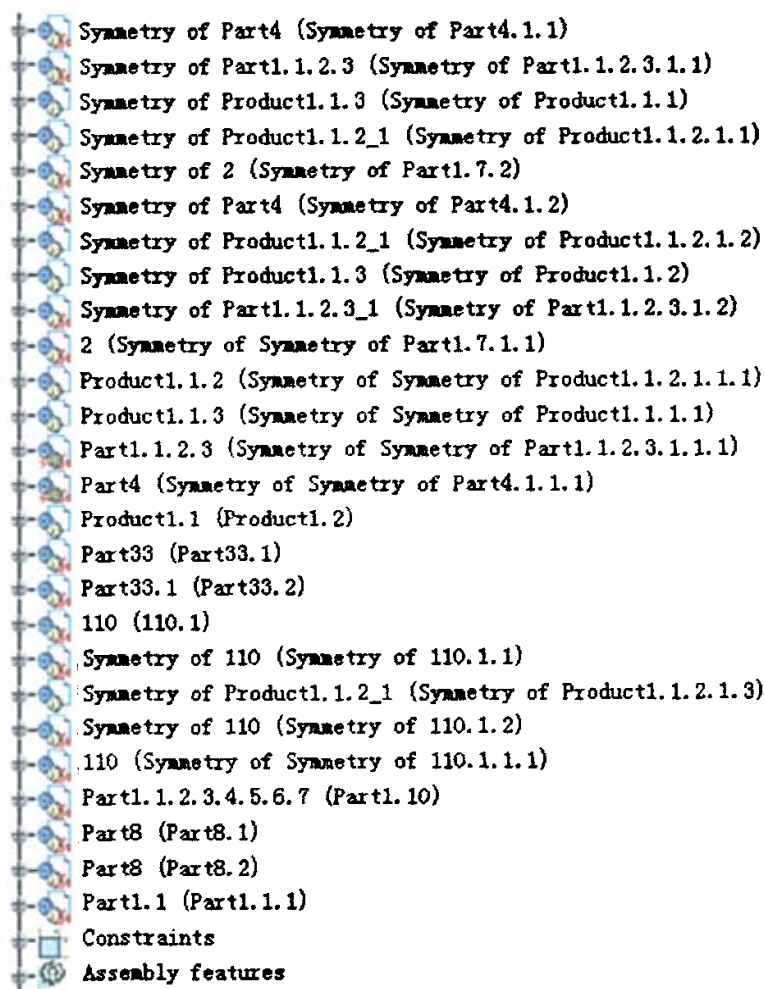 Symmetry of Part4 (Symmetry of Part4.1.1)
Symmetry of Part1.1.2.3 (Symmetry of Part1.1.2.3.1.1)
Symmetry of Product1.1.3 (Symmetry of Product1.1.1)
Symmetry of Product1.1.2_1 (Symmetry of Product1.1.2.1.1)
Symmetry of 2 (Symmetry of Part1.7.2)
Symmetry of Part4 (Symmetry of Part4.1.2)
Symmetry of Product1.1.2_1 (Symmetry of Product1.1.2.1.2)
Symmetry of Product1.1.3 (Symmetry of Product1.1.2)
Symmetry of Part1.1.2.3_1 (Symmetry of Part1.1.2.3.1.2)
2 (Symmetry of Symmetry of Part1.7.1.1)
Product1.1.2 (Symmetry of Symmetry of Product1.1.2.1.1.1)
Product1.1.3 (Symmetry of Symmetry of Product1.1.1.1)
Part1.1.2.3 (Symmetry of Symmetry of Part1.1.2.3.1.1.1)
Part4 (Symmetry of Symmetry of Part4.1.1.1)
Product1.1 (Product1.2)
Part33 (Part33.1)
Part33.1 (Part33.2)
110 (110.1)
Symmetry of 110 (Symmetry of 110.1.1)
Symmetry of Product1.1.2_1 (Symmetry of Product1.1.2.1.3)
Symmetry of 110 (Symmetry of 110.1.2)
110 (Symmetry of Symmetry of 110.1.1.1)
Part1.1.2.3.4.5.6.7 (Part1.10)
Part8 (Part8.1)
Part8 (Part8.2)
Part1.1 (Part1.1.1)
Constraints
Assembly features